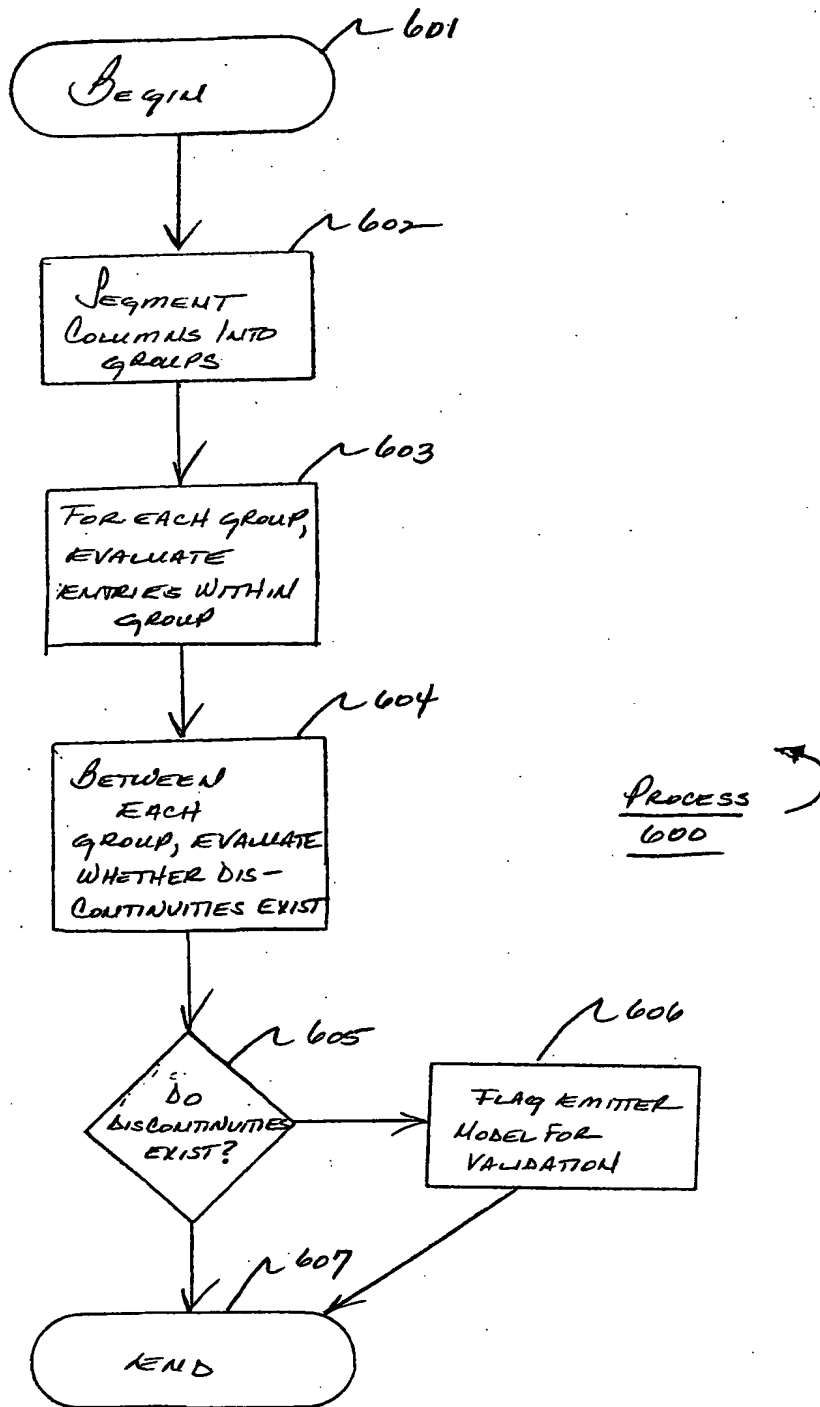 601
BEGIN
602
SEGMENT
COLUMNS INTO
GROUPS
603
FOR EACH GROUP,
EVALUATE
ENTRIES WITHIN
GROUP
604
BETWEEN
EACH
GROUP, EVALUATE
WHETHER DIS-
CONTINUITIES EXIST
PROCESS
600
605
DO
DISCONTINUITIES
EXIST?
606
FLAG EMITTER
MODEL FOR
VALIDATION
607
END